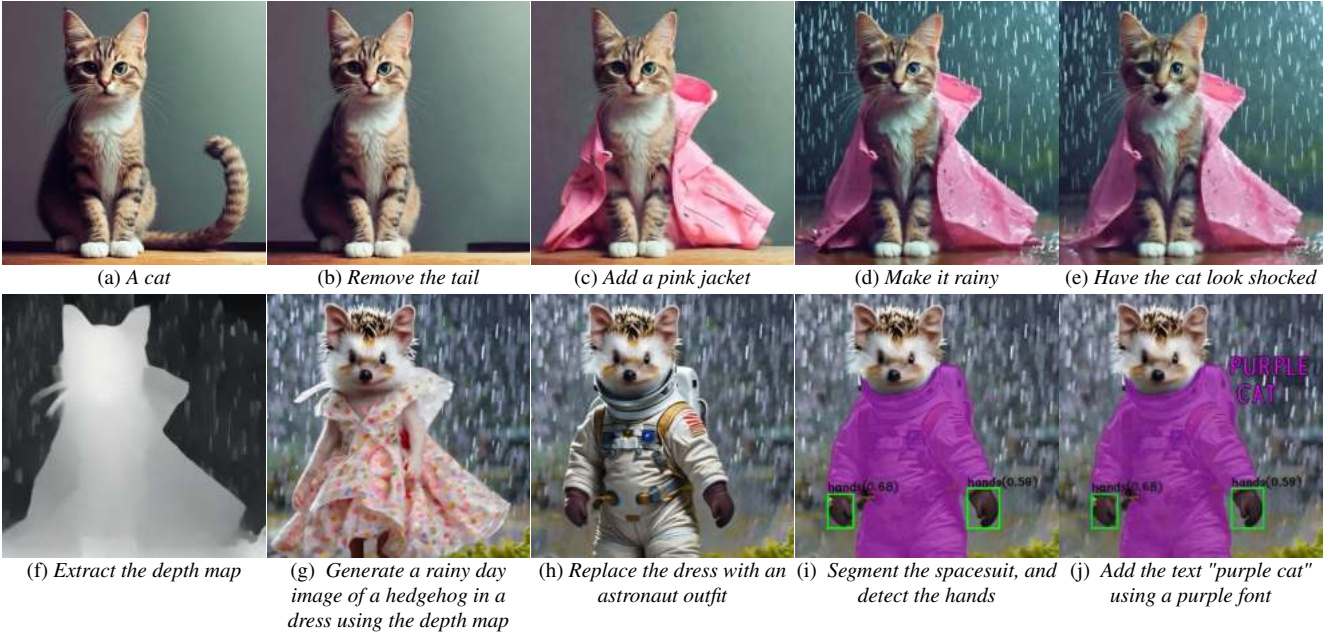 (a) A cat
(b) Remove the tail
(c) Add a pink jacket
(d) Make it rainy
(e) Have the cat look shocked
PURPLE
CAT
hands(0.68)
hands(0.59)
hands(0.68)
hands(0.59)
(f) Extract the depth map
(g) Generate a rainy day
image of a hedgehog in a
dress using the depth map
(h) Replace the dress with an
astronaut outfit
(i) Segment the spacesuit, and
detect the hands
(j) Add the text "purple cat"
using a purple font